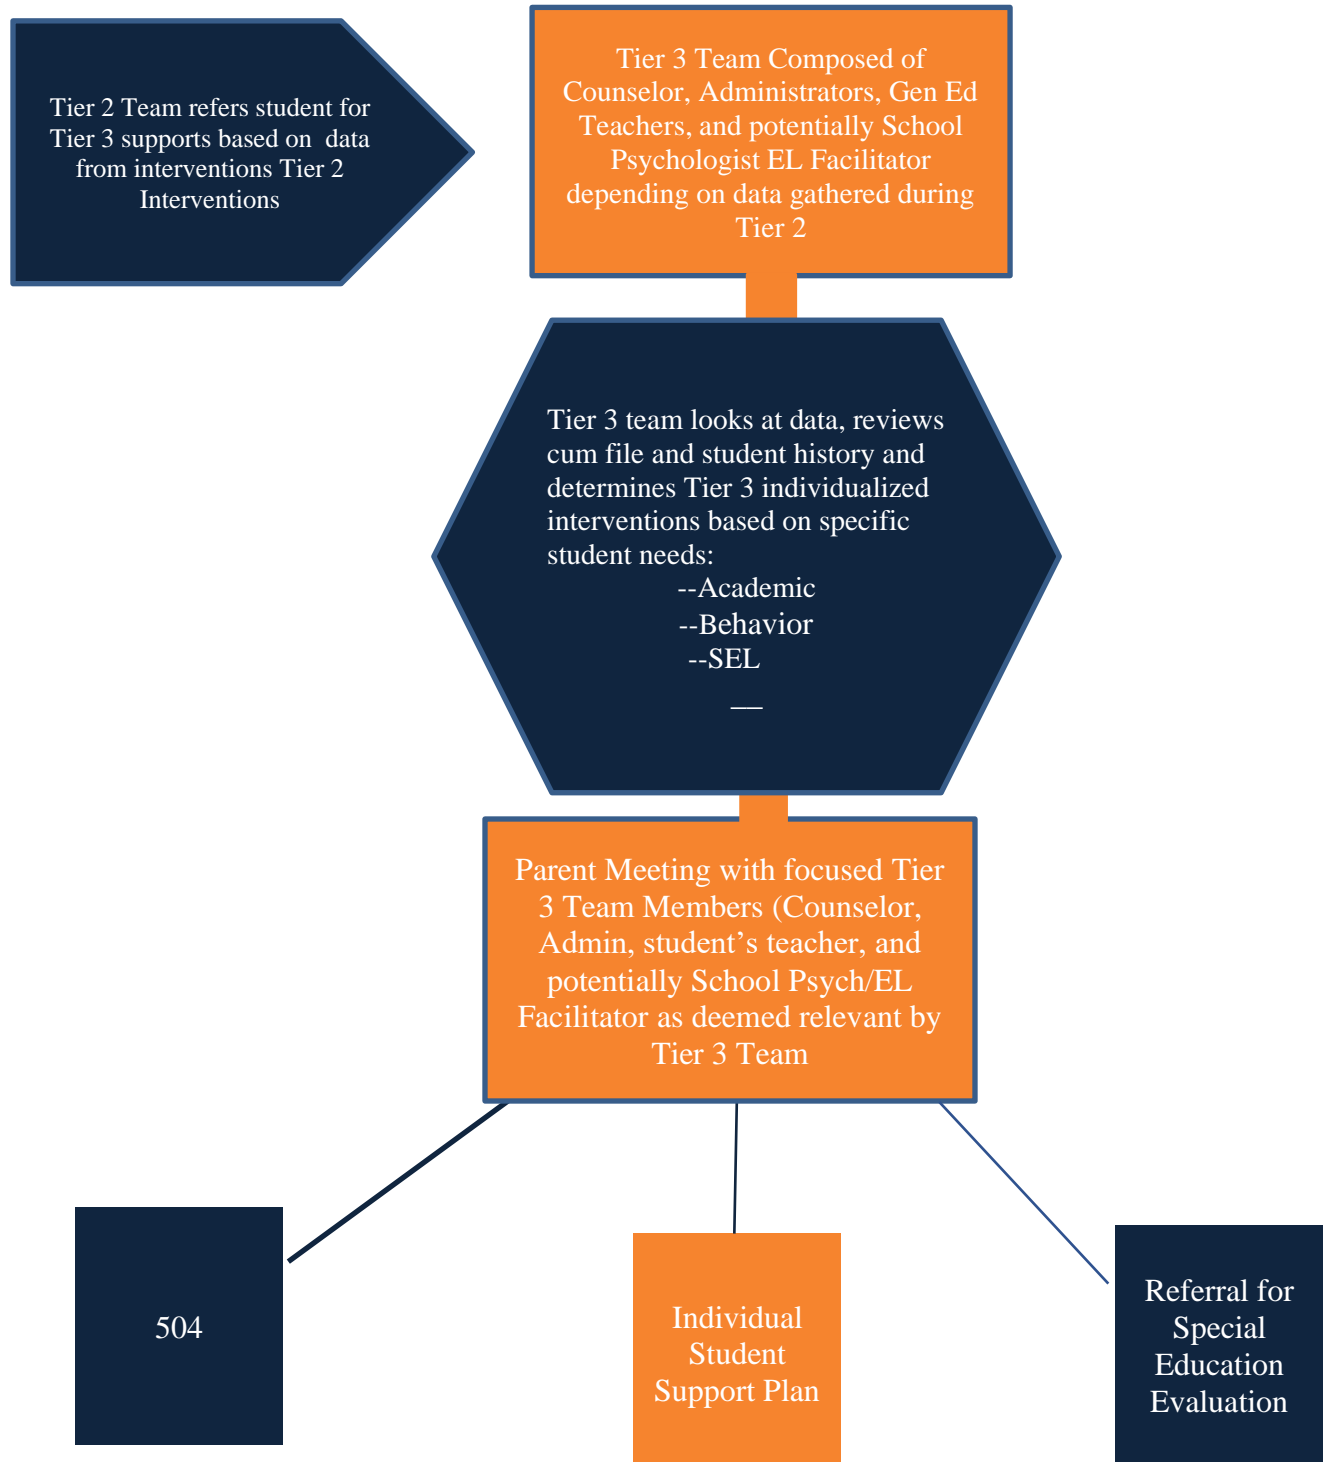 Tier 2 Team refers student for
Tier 3 supports based on  data
from interventions Tier 2
Interventions
Tier 3 Team Composed of
Counselor, Administrators, Gen Ed
Teachers, and potentially School
Psychologist EL Facilitator
depending on data gathered during
Tier 2
Tier 3 team looks at data, reviews
cum file and student history and
determines Tier 3 individualized
interventions based on specific
student needs:
--Academic
--Behavior
--SEL
__
Parent Meeting with focused Tier
3 Team Members (Counselor,
Admin, student’s teacher, and
potentially School Psych/EL
Facilitator as deemed relevant by
Tier 3 Team
504
Individual
Student
Support Plan
Referral for
Special
Education
Evaluation